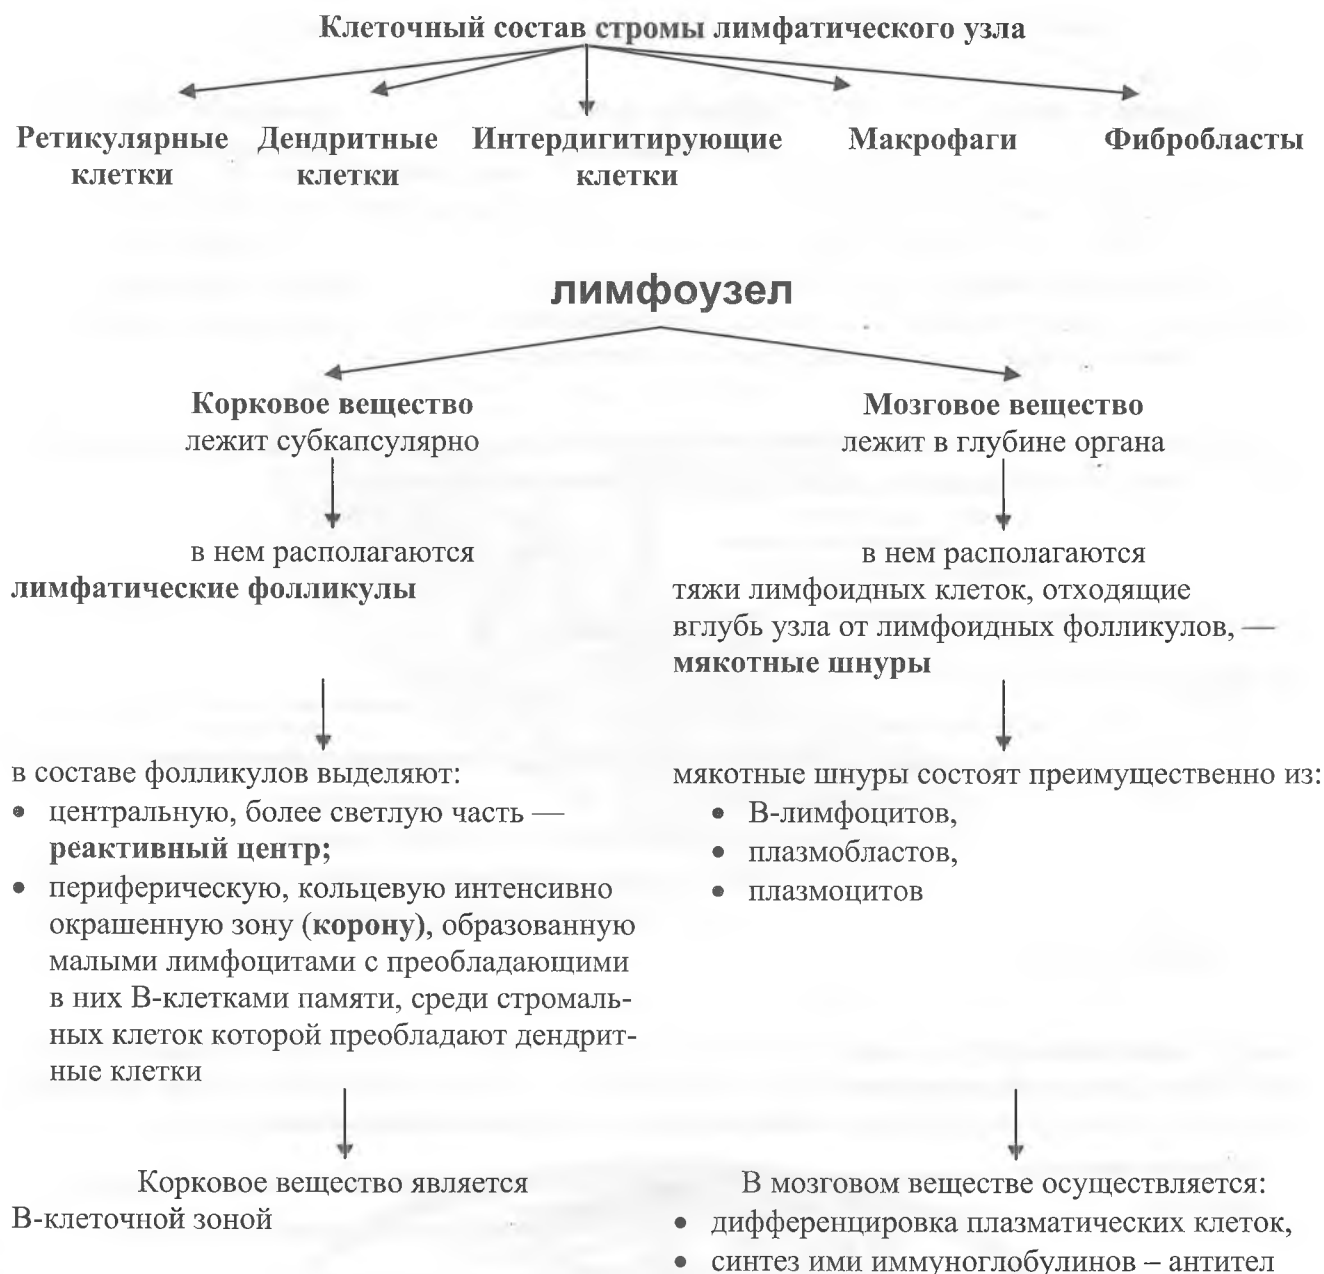 Клеточный состав стромы лимфатического узла
Ретикулярные клетки
Дендритные клетки
Интердигитирующие клетки
Макрофаги
Фибробласты
лимфоузел
Корковое вещество
лежит субкапсулярно
в нем располагаются
лимфатические фолликулы
в составе фолликулов выделяют:
• центральную, более светлую часть —
реактивный центр;
• периферическую, кольцевую интенсивно
окрашенную зону (корону), образованную
малыми лимфоцитами с преобладающими
в них В-клетками памяти, среди стромаль-
ных клеток которой преобладают дендрит-
ные клетки
Корковое вещество является
В-клеточной зоной
Мозговое вещество
лежит в глубине органа
в нем располагаются
тяжи лимфоидных клеток, отходящие
вглубь узла от лимфоидных фолликулов, —
мякотные шнуры
мякотные шнуры состоят преимущественно из:
• В-лимфоцитов,
• плазмобластов,
• плазмоцитов
В мозговом веществе осуществляется:
• дифференцировка плазматических клеток,
• синтез ими иммуноглобулинов – антител